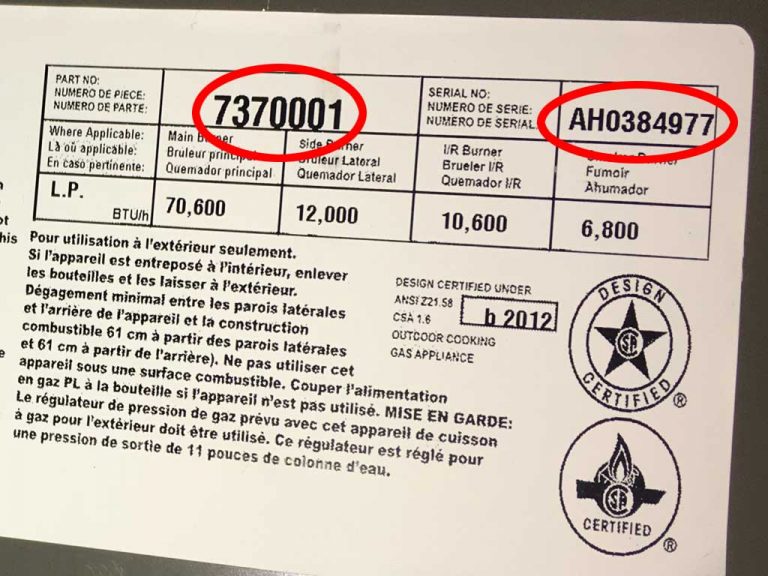 PART NO:
NUMERO DE PIECE:
NUMERO DE PARTE:
7370001
SERIAL NO:
NUMERO DE SERIE:
NUMERO DE SERIAL:
AH0384977
Where Applicable:
Là où applicable:
En caso pertinente:
Main Burner
Bruleur principal
Quemador principal
Side Burner
Bruleur Lateral
Quemador Lateral
I/R Burner
Brueler I/R
Quemador I/R
Fumoir
Ahumador
L.P.
BTU/h
70,600
12,000
10,600
6,800
his
Pour utilisation à l'extérieur seulement.
Si l'appareil est entreposé à l'intérieur, enlever
les bouteilles et les laisser à l'extérieur.
Dégagement minimal entre les parois latérales
et l'arrière de l'appareil et la construction
combustible 61 cm à partir des parois latérales
et 61 cm à partir de l'arrière). Ne pas utiliser cet
appareil sous une surface combustible. Couper l'alimentation
en gaz PL à la bouteille si l'appareil n'est pas utilisé. MISE EN GARDE:
Le régulateur de pression de gaz prévu avec cet appareil de cuisson
à gaz pour l'extérieur doit être utilisé. Ce régulateur est réglé pour
une pression de sortie de 11 pouces de colonne d'eau.
DESIGN CERTIFIED UNDER
ANSI Z21.58
CSA 1.6
b 2012
OUTDOOR COOKING
GAS APPLIANCE
DESIGN
CERTIFIED
®
CERTIFIED
®